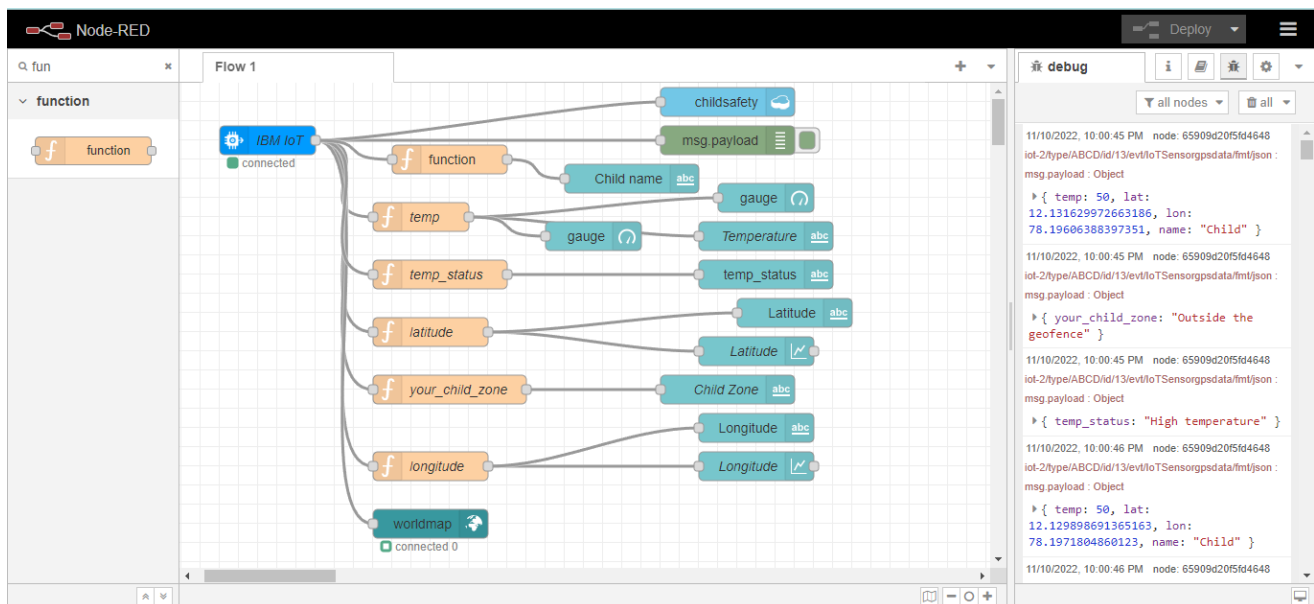 Node-RED
Deploy
fun
function
function
Flow 1
IBM IoT
connected
childsafety
msg.payload
function
Child name
abc
gauge
temp
gauge
Temperature
abc
temp_status
temp_status
abc
Latitude
abc
latitude
Latitude
your_child_zone
Child Zone
abc
Longitude
abc
longitude
Longitude
worldmap
connected 0
debug
i
all nodes
all
11/10/2022, 10:00:45 PM node: 65909d20f5fd4648
iot-2/type/ABCD/id/13/evt/IoTSensorgpsdata/fmt/json :
msg.payload : Object
{ temp: 50, lat:
12.131629972663186, lon:
78.19606388397351, name: "Child" }
11/10/2022, 10:00:45 PM node: 65909d20f5fd4648
iot-2/type/ABCD/id/13/evt/IoTSensorgpsdata/fmt/json :
msg.payload : Object
{ your_child_zone: "Outside the
geofence" }
11/10/2022, 10:00:45 PM node: 65909d20f5fd4648
iot-2/type/ABCD/id/13/evt/IoTSensorgpsdata/fmt/json :
msg.payload : Object
{ temp_status: "High temperature" }
11/10/2022, 10:00:46 PM node: 65909d20f5fd4648
iot-2/type/ABCD/id/13/evt/IoTSensorgpsdata/fmt/json :
msg.payload : Object
{ temp: 50, lat:
12.129898691365163, lon:
78.1971804860123, name: "Child" }
11/10/2022, 10:00:46 PM node: 65909d20f5fd4648